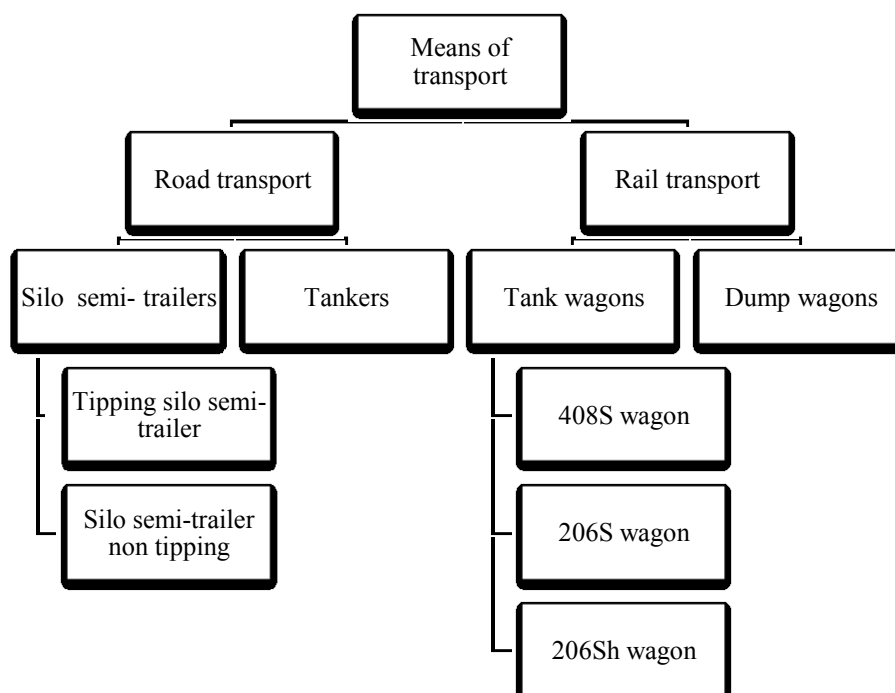 Means of
transport
Road transport
Rail transport
Silo semi- trailers
Tankers
Tank wagons
Dump wagons
Tipping silo semi-
trailer
408S wagon
Silo semi-trailer
non tipping
206S wagon
206Sh wagon